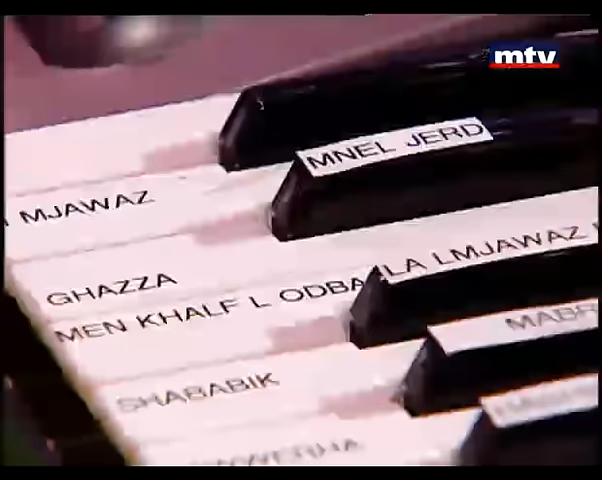 mtv
MNEL JERD
MJAWAZ
GHAZZA
LA LMJAWAZ
MEN KHALF L ODBA
MABR
SHABABIK